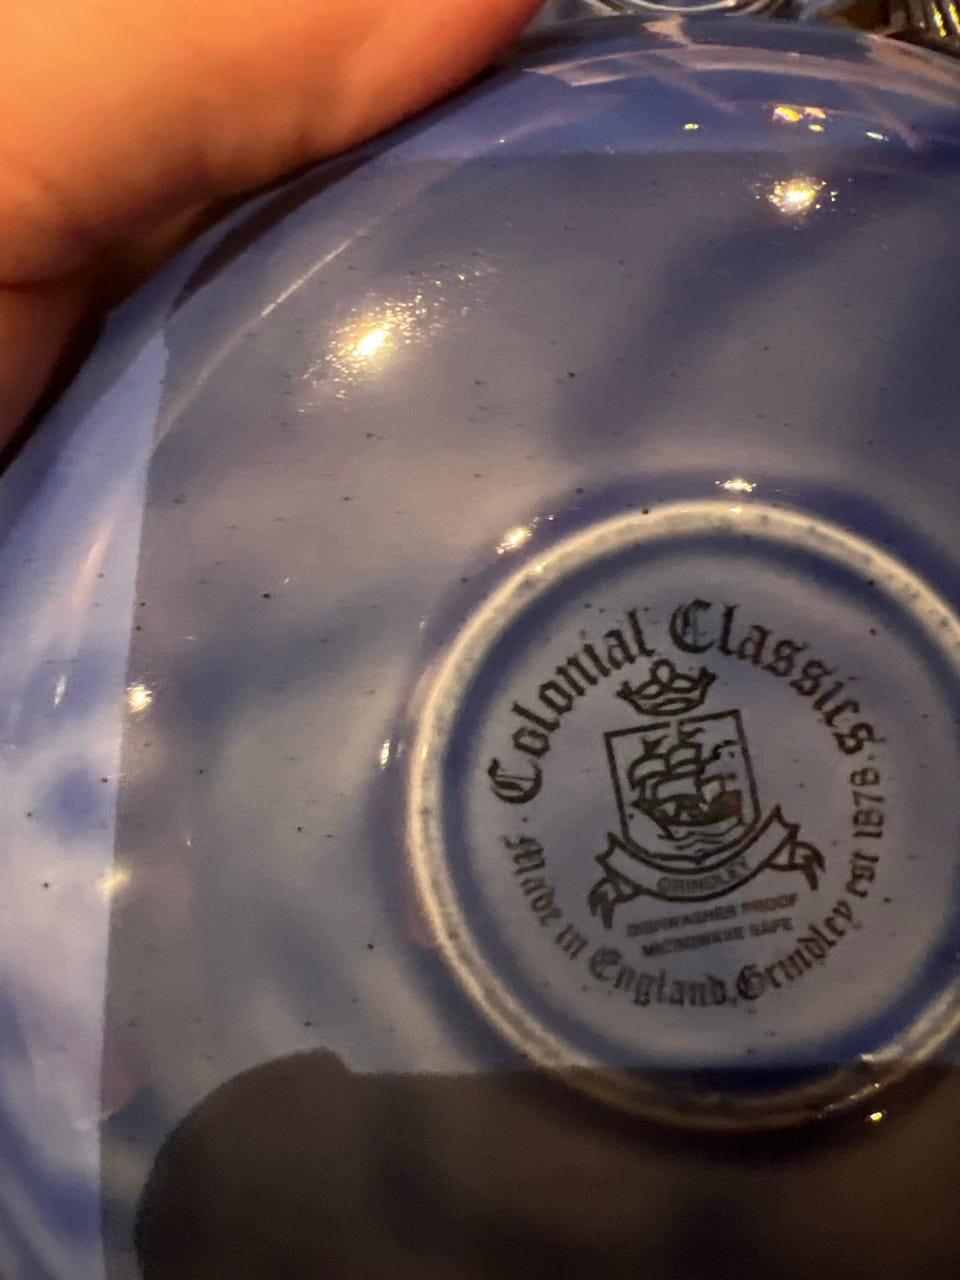 Colonial Classics
GRINDLEY
DISHWASHER PROOF
MICROWAVE SAFE
· Made in England, Grindley est 1878 ·